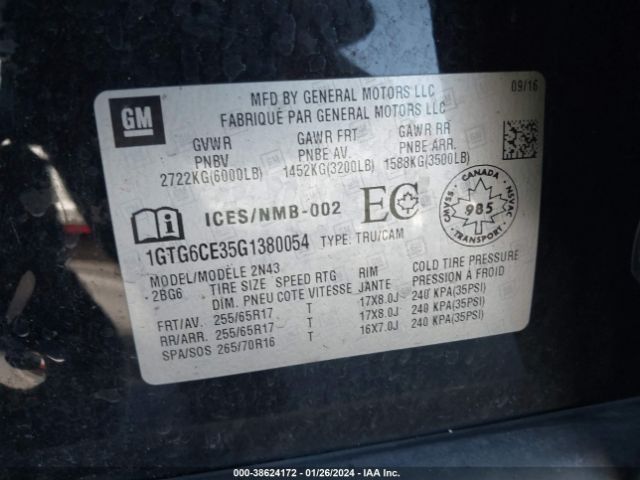 GM
MFD BY GENERAL MOTORS LLC
FABRIQUÉ PAR GENERAL MOTORS LLC
09/16
GVWR GAWR FRT GAWR RR
PNBV PNBE AV. PNBE ARR.
2722KG(6000LB) 1452KG(3200LB) 1588KG(3500LB)
ICES/NMB-002 EC
CANADA
CMVSS NSVAC
985
TRANSPORT
1GTG6CE35G1380054 TYPE: TRU/CAM
MODEL/MODÈLE 2N43
2BG6 TIRE SIZE SPEED RTG RIM COLD TIRE PRESSURE
DIM. PNEU COTE VITESSE JANTE PRESSION À FROID
FRT/AV. 255/65R17 T 17X8.0J 240 KPA(35PSI)
RR/ARR. 255/65R17 T 17X8.0J 240 KPA(35PSI)
SPA/SOS 265/70R16 T 16X7.0J 240 KPA(35PSI)
000-38624172 - 01/26/2024 - IAA Inc.